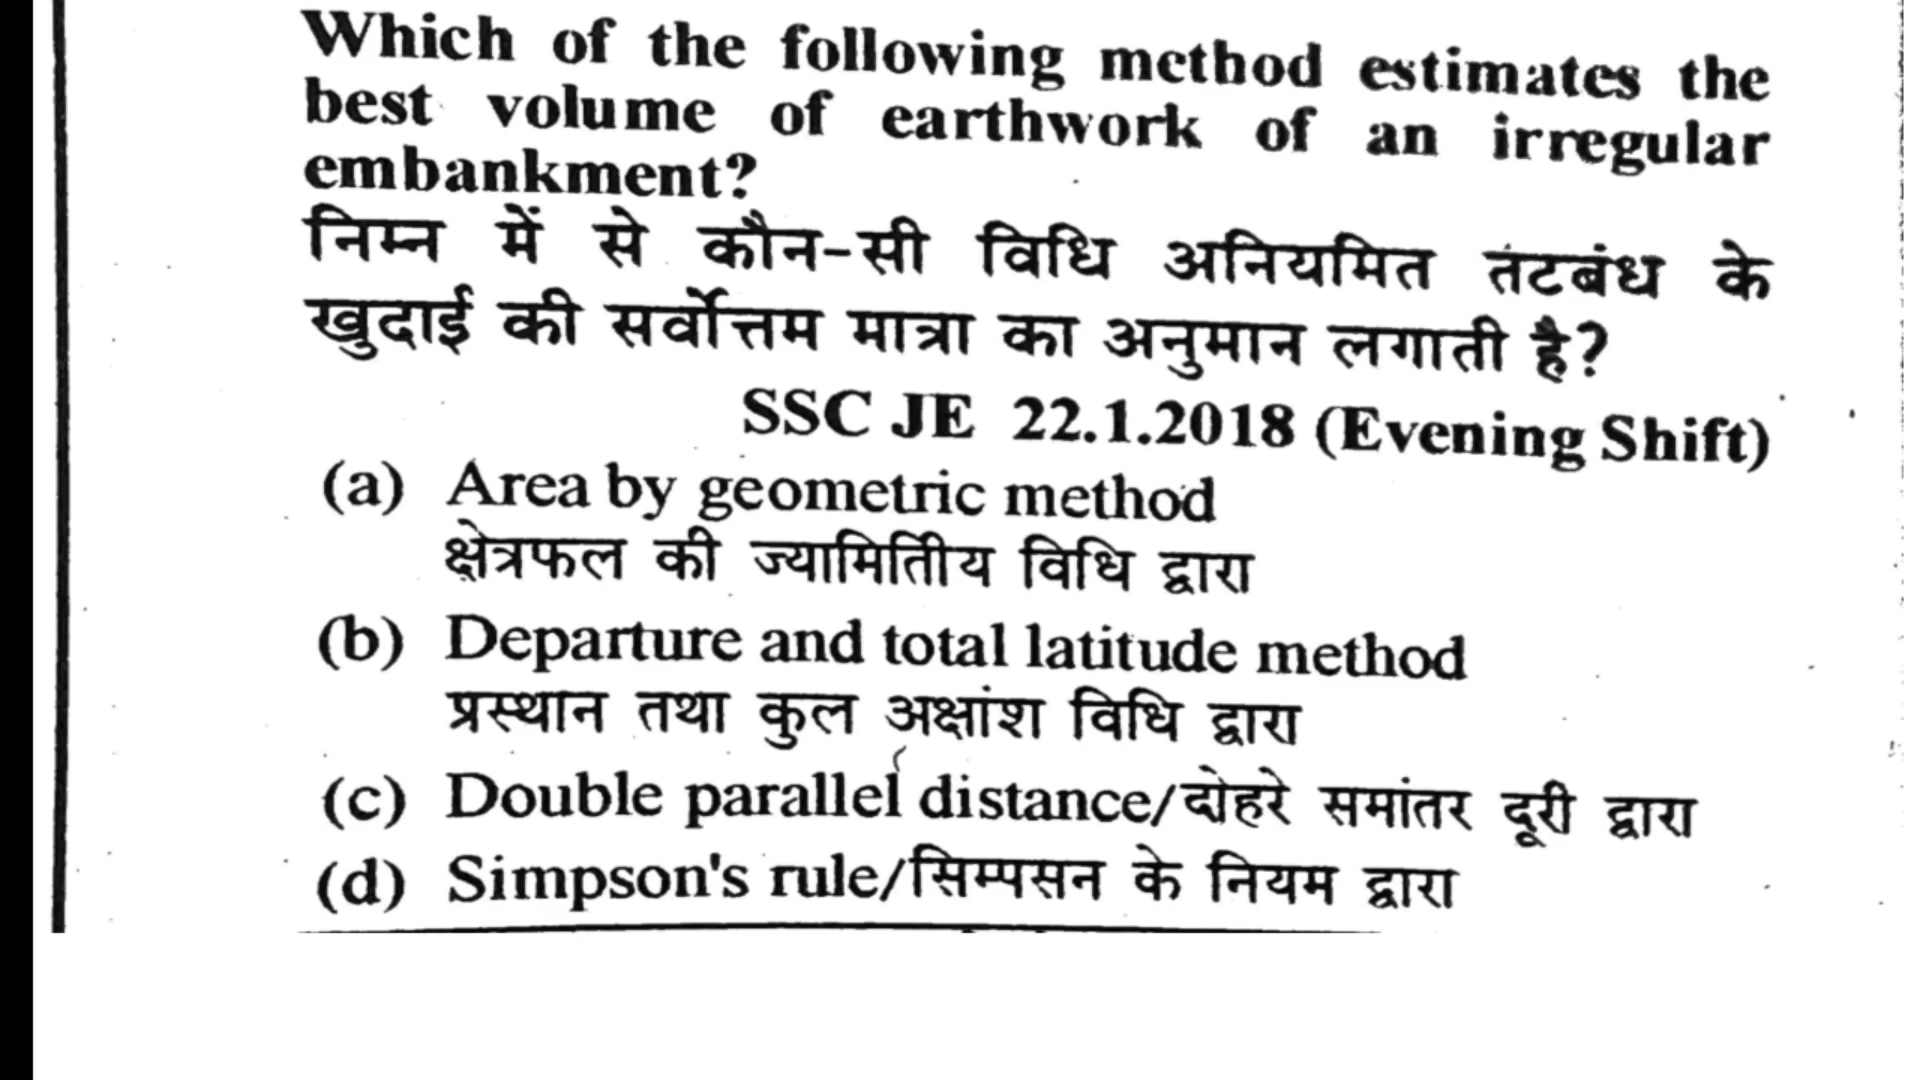 Which of the following method estimates the
best volume of earthwork of an irregular
embankment?
निम्न में से कौन-सी विधि अनियमित तटबंध के
खुदाई की सर्वोत्तम मात्रा का अनुमान लगाती है?
SSC JE 22.1.2018 (Evening Shift)
(a) Area by geometric method
क्षेत्रफल की ज्यामितीय विधि द्वारा
(b) Departure and total latitude method
प्रस्थान तथा कुल अक्षांश विधि द्वारा
(c) Double parallel distance/दोहरे समांतर दूरी द्वारा
(d) Simpson's rule/सिम्पसन के नियम द्वारा